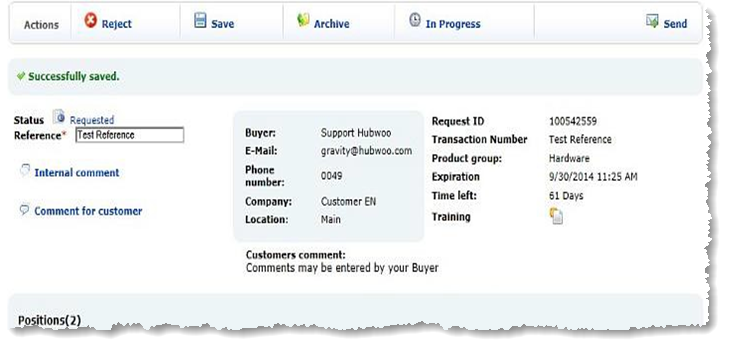 Actions Reject Save Archive In Progress Send
Successfully saved.
Status Requested
Reference* Test Reference
Internal comment
Comment for customer
Buyer: Support Hubwoo
E-Mail: gravity@hubwoo.com
Phone
number: 0049
Company: Customer EN
Location: Main
Customers comment:
Comments may be entered by your Buyer
Request ID 100542559
Transaction Number Test Reference
Product group: Hardware
Expiration 9/30/2014 11:25 AM
Time left: 61 Days
Training
Positions(2)